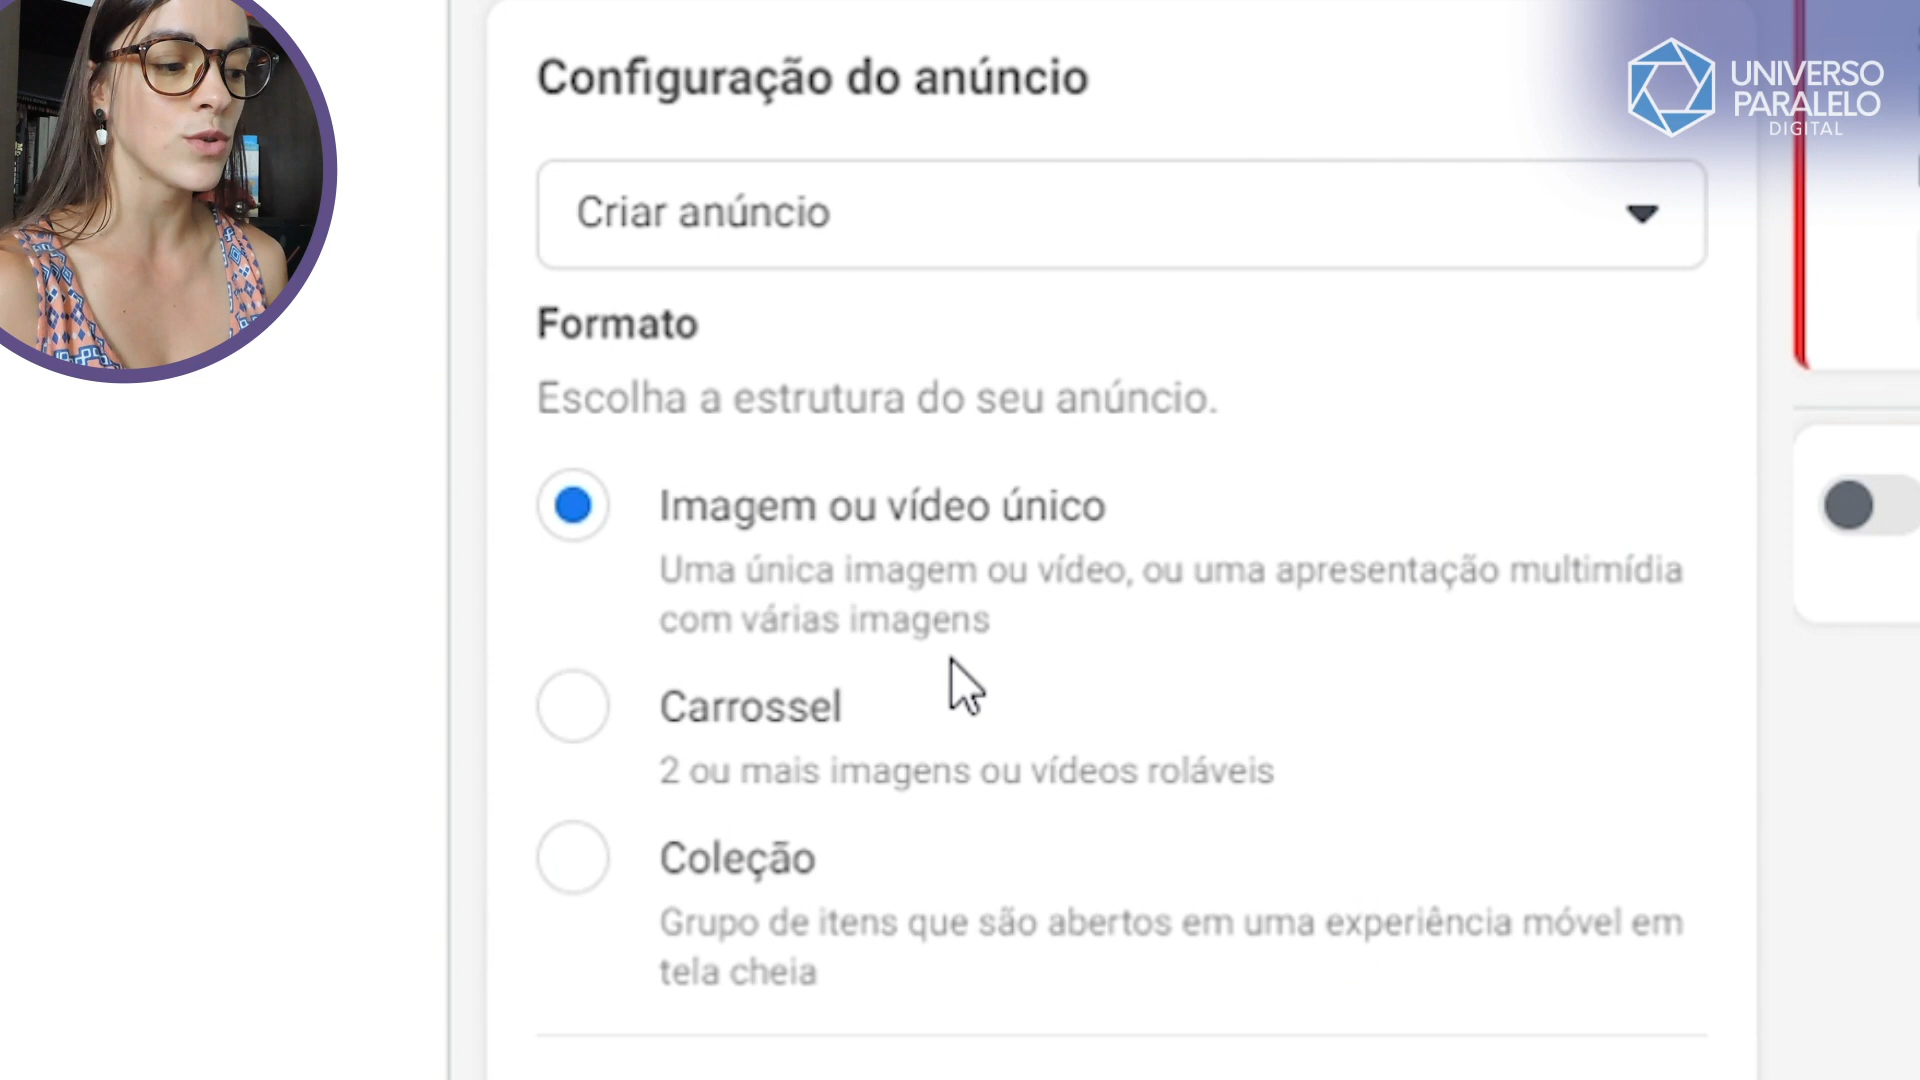 Configuração do anúncio
UNIVERSO
PARALELO
DIGITAL
Criar anúncio
Formato
Escolha a estrutura do seu anúncio.
Imagem ou vídeo único
Uma única imagem ou vídeo, ou uma apresentação multimídia
com várias imagens
Carrossel
2 ou mais imagens ou vídeos roláveis
Coleção
Grupo de itens que são abertos em uma experiência móvel em
tela cheia